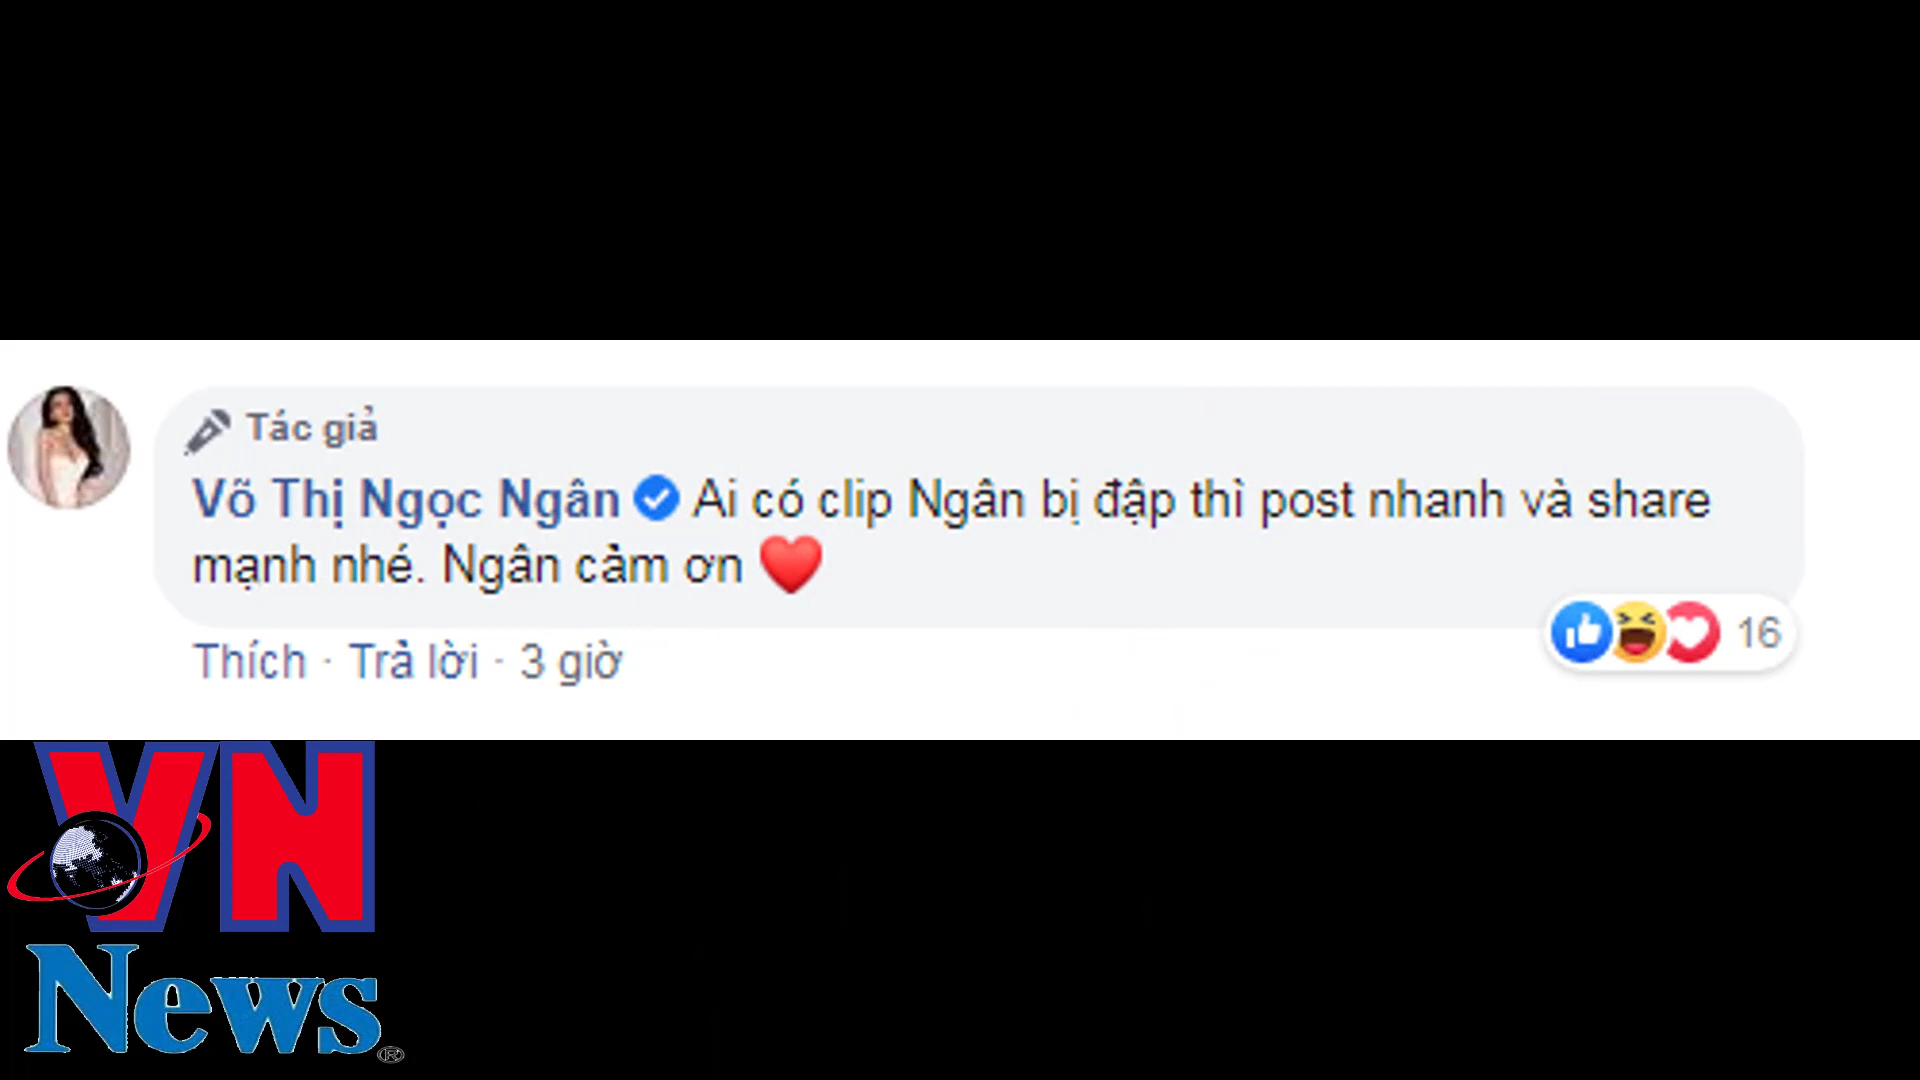 Tác giả
Võ Thị Ngọc Ngân Ai có clip Ngân bị đập thì post nhanh và share
mạnh nhé. Ngân cảm ơn ❤️
Thích · Trả lời · 3 giờ
16
VN
News®